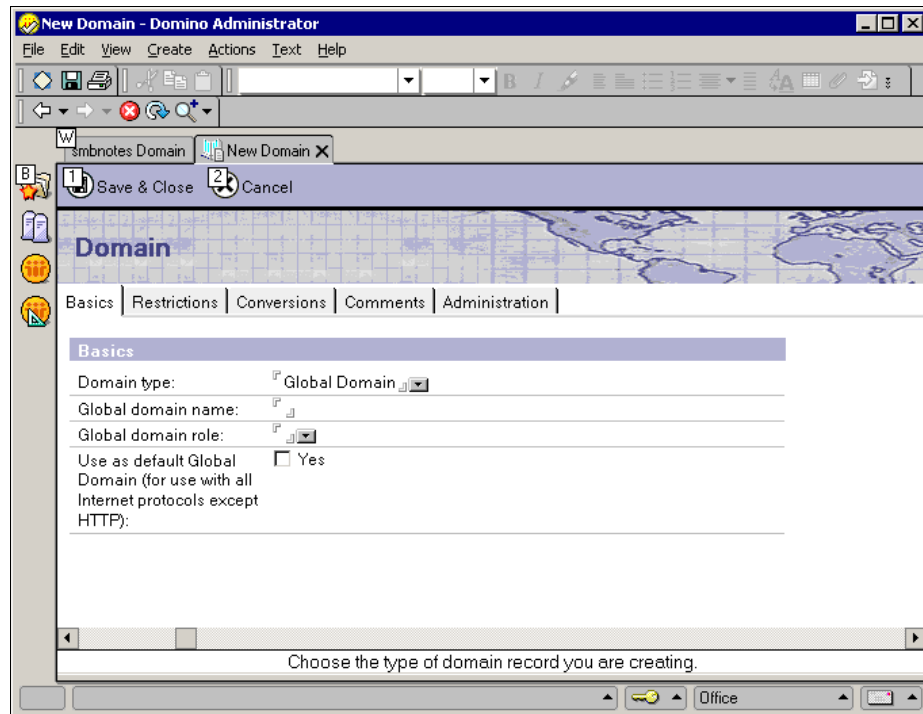 New Domain - Domino Administrator
File Edit View Create Actions Text Help
B I
W
smbnotes Domain New Domain
B 1 Save & Close 2 Cancel
Domain
Basics Restrictions Conversions Comments Administration
Basics
Domain type: Global Domain
Global domain name:
Global domain role:
Use as default Global Yes
Domain (for use with all
Internet protocols except
HTTP):
Choose the type of domain record you are creating.
Office